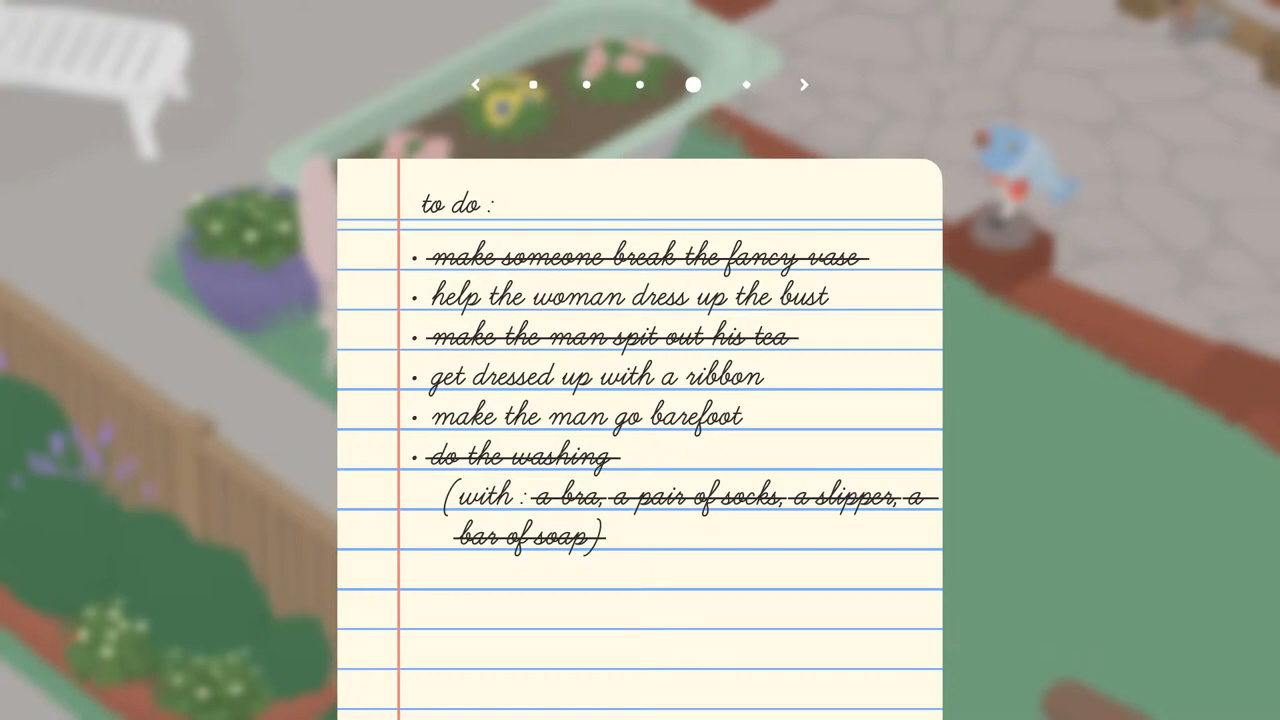 to do :
• make someone break the fancy vase
• help the woman dress up the bust
• make the man spit out his tea
• get dressed up with a ribbon
• make the man go barefoot
• do the washing
(with : a bra, a pair of socks, a slipper, a
bar of soap)